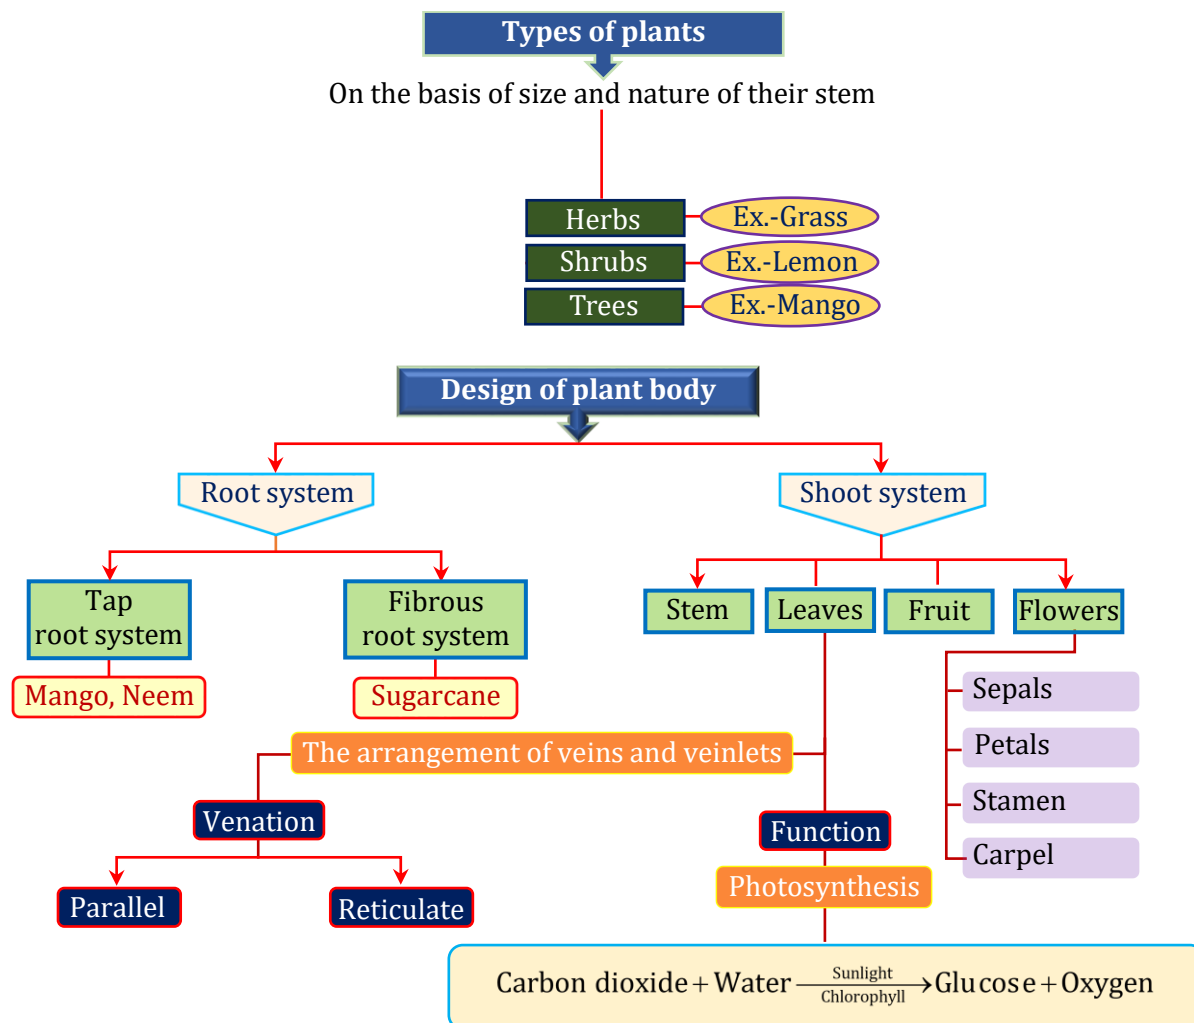 Types of plants
On the basis of size and nature of their stem
Herbs
Ex.-Grass
Shrubs
Ex.-Lemon
Trees
Ex.-Mango
Design of plant body
Root system
Shoot system
Tap
root system
Fibrous
root system
Stem
Leaves
Fruit
Flowers
Mango, Neem
Sugarcane
Sepals
Petals
Stamen
Carpel
The arrangement of veins and veinlets
Venation
Function
Parallel
Reticulate
Photosynthesis
Carbon dioxide + Water \xrightarrow[Chlorophyll]{Sunlight} Glucose + Oxygen